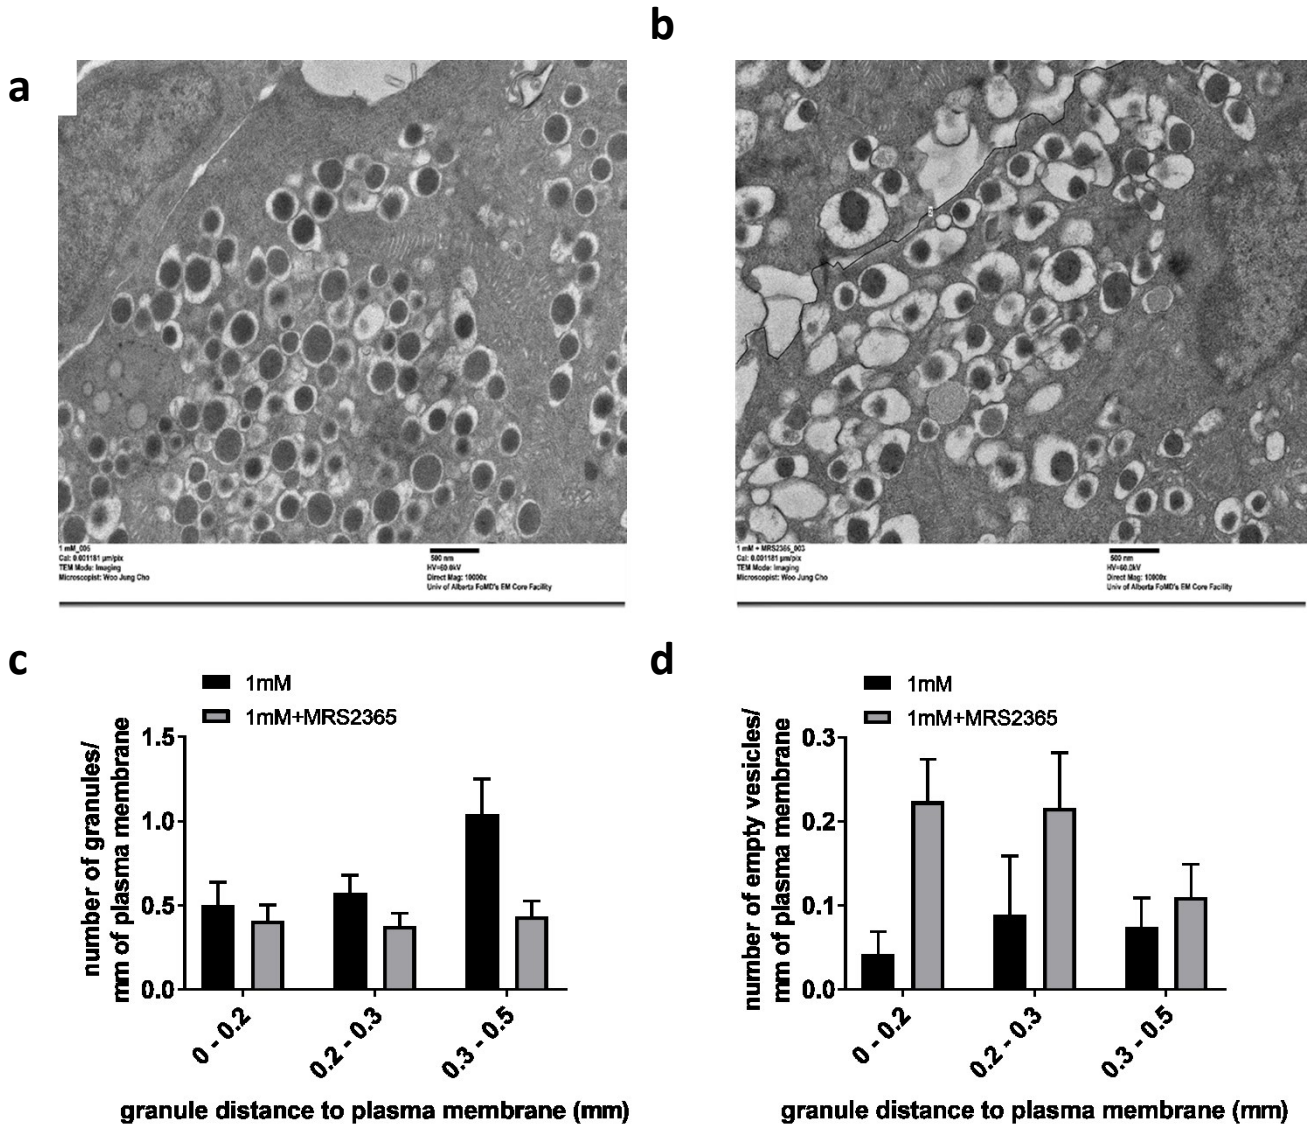 a
b
1 mM_005
Cal: 0.001181 µm/pix
TEM Mode: Imaging
Microscopist: Woo Jung Cho
500 nm
HV=60.0kV
Direct Mag: 10000x
Univ of Alberta FoMD's EM Core Facility
1 mM + MRS2365_003
Cal: 0.001181 µm/pix
TEM Mode: Imaging
Microscopist: Woo Jung Cho
500 nm
HV=60.0kV
Direct Mag: 10000x
Univ of Alberta FoMD's EM Core Facility
c
1mM
1mM+MRS2365
number of granules/
mm of plasma membrane
1.5
1.0
0.5
0.0
0 - 0.2
0.2 - 0.3
0.3 - 0.5
granule distance to plasma membrane (mm)
d
1mM
1mM+MRS2365
number of empty vesicles/
mm of plasma membrane
0.3
0.2
0.1
0.0
0 - 0.2
0.2 - 0.3
0.3 - 0.5
granule distance to plasma membrane (mm)